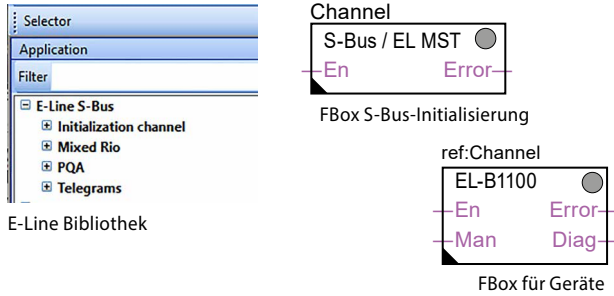 Selector
Application
Filter
E-Line S-Bus
Initialization channel
Mixed Rio
PQA
Telegrams
E-Line Bibliothek
Channel
S-Bus / EL MST
En Error
FBox S-Bus-Initialisierung
ref:Channel
EL-B1100
En Error
Man Diag
FBox für Geräte